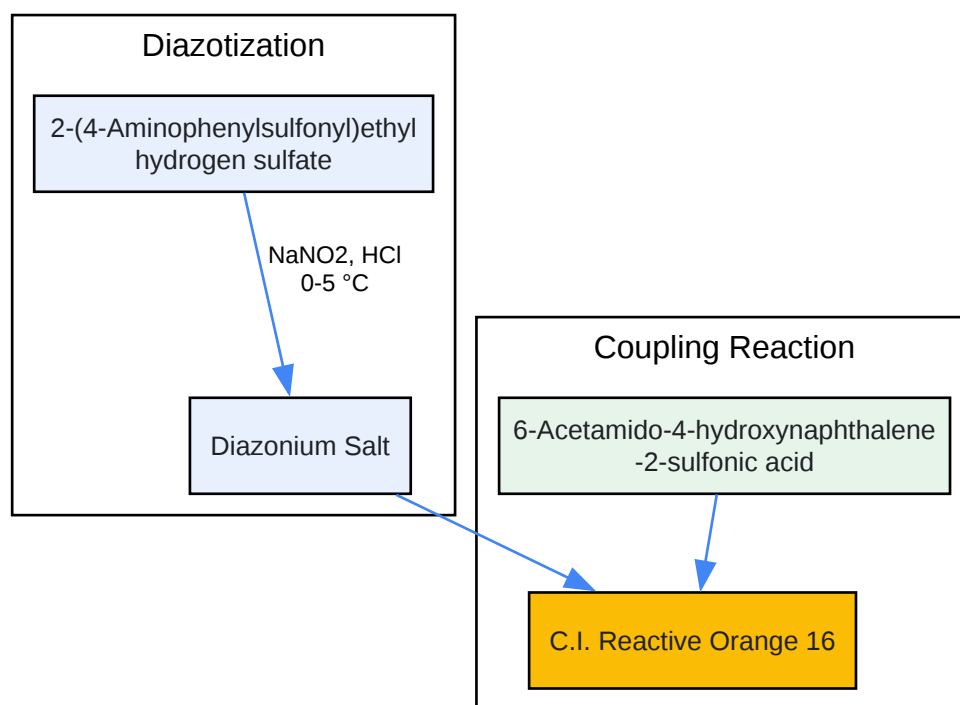 Diazotization
2-(4-Aminophenylsulfonyl)ethyl
hydrogen sulfate
NaNO2, HCl
0-5 °C
Diazonium Salt
Coupling Reaction
6-Acetamido-4-hydroxynaphthalene
-2-sulfonic acid
C.I. Reactive Orange 16